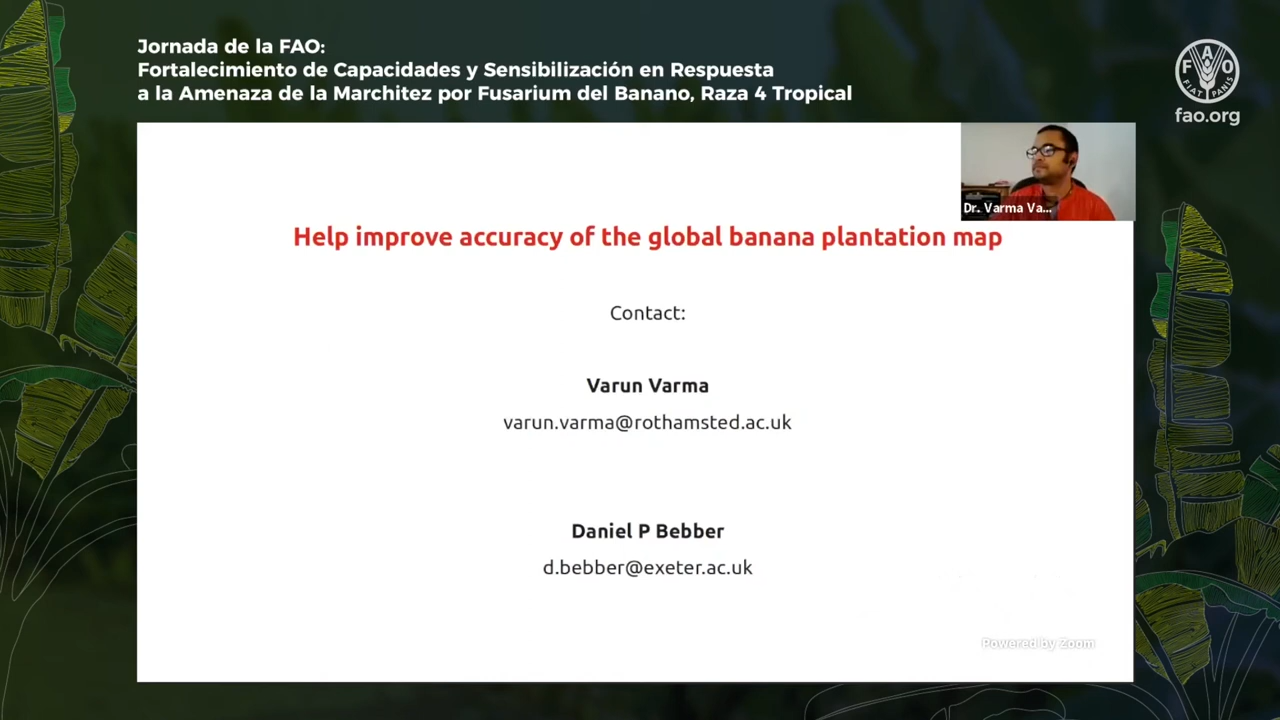 Jornada de la FAO:
Fortalecimiento de Capacidades y Sensibilización en Respuesta
a la Amenaza de la Marchitez por Fusarium del Banano, Raza 4 Tropical
F A O
FIAT PANIS
fao.org
Dr. Varma Va...
Help improve accuracy of the global banana plantation map
Contact:
Varun Varma
varun.varma@rothamsted.ac.uk
Daniel P Bebber
d.bebber@exeter.ac.uk
Powered by Zoom